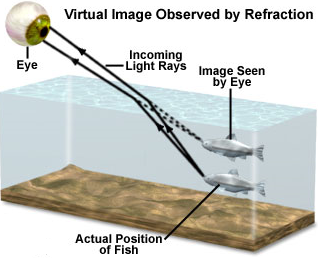 Virtual Image Observed by Refraction
Eye
Incoming
Light Rays
Image Seen
by Eye
Actual Position
of Fish